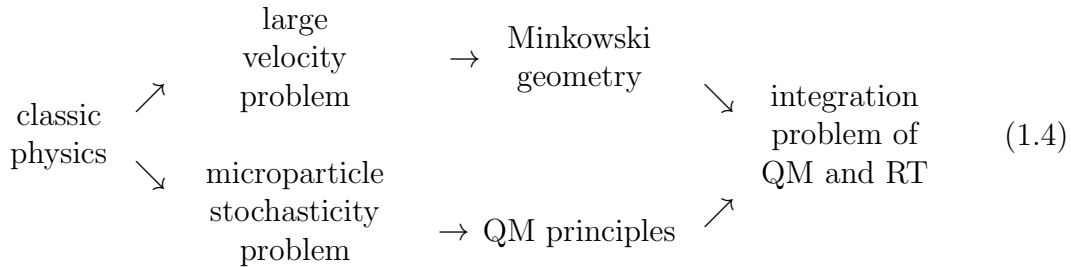 classic
physics
↗
↘
large
velocity
problem
→ Minkowski
geometry
microparticle
stochasticity
problem
→ QM principles
↘
↗
integration
problem of
QM and RT
(1.4)